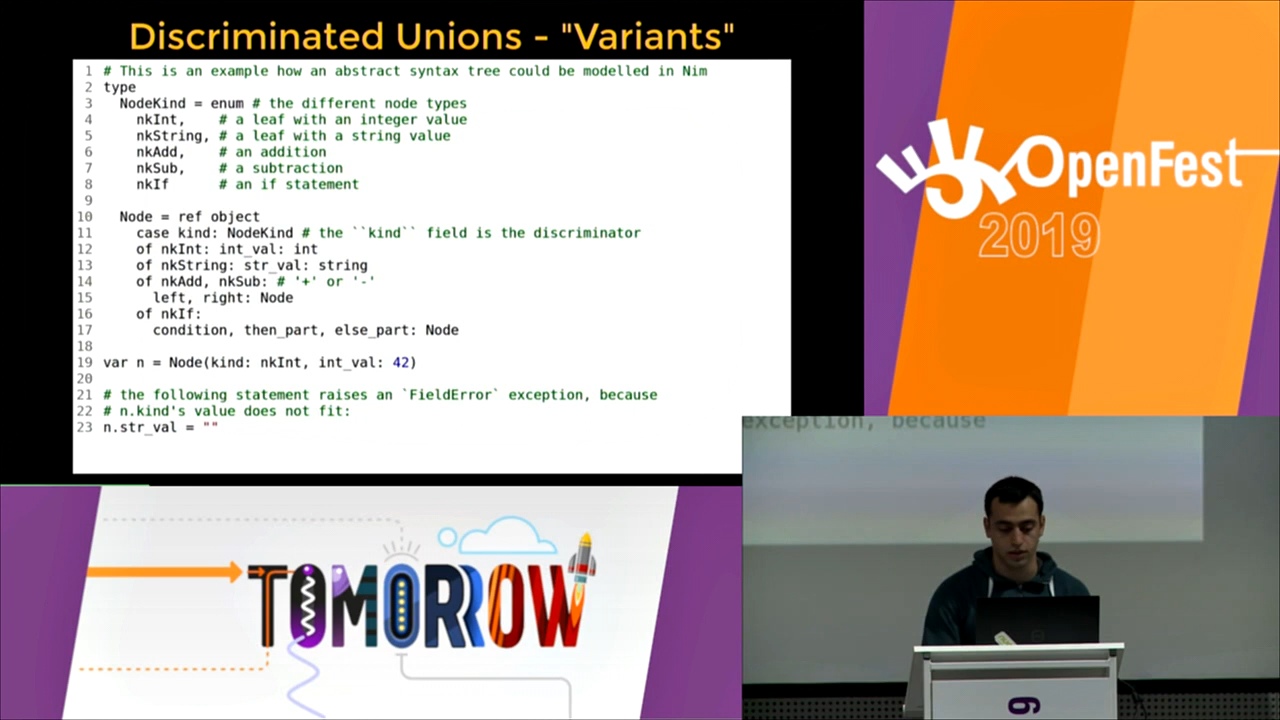 Discriminated Unions - "Variants"
1 # This is an example how an abstract syntax tree could be modelled in Nim
2 type
3   NodeKind = enum # the different node types
4     nkInt,    # a leaf with an integer value
5     nkString, # a leaf with a string value
6     nkAdd,    # an addition
7     nkSub,    # a subtraction
8     nkIf      # an if statement
9
10   Node = ref object
11     case kind: NodeKind # the ``kind`` field is the discriminator
12     of nkInt: int_val: int
13     of nkString: str_val: string
14     of nkAdd, nkSub: # '+' or '-'
15       left, right: Node
16     of nkIf:
17       condition, then_part, else_part: Node
18
19 var n = Node(kind: nkInt, int_val: 42)
20
21 # the following statement raises an `FieldError` exception, because
22 # n.kind's value does not fit:
23 n.str_val = ""
OpenFest
2019
exception, because
TOMORROW
6